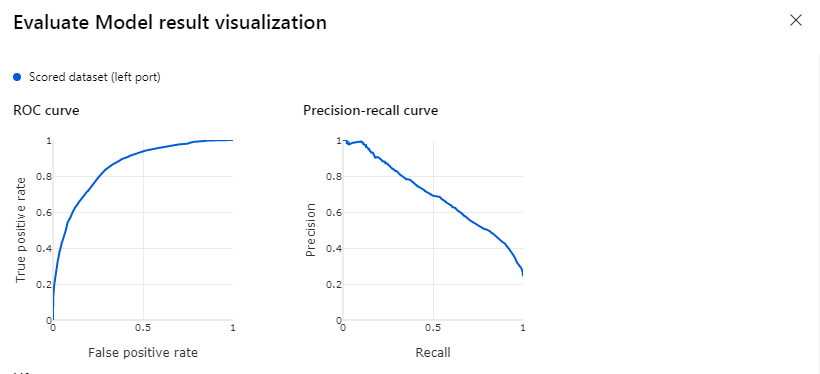 Evaluate Model result visualization
Scored dataset (left port)
ROC curve
True positive rate
1
0.8
0.6
0.4
0.2
0
0
0.5
1
False positive rate
Precision-recall curve
Precision
1
0.8
0.6
0.4
0.2
0
0
0.5
1
Recall